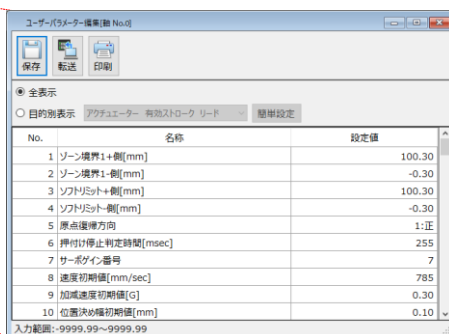 ユーザーパラメーター編集[軸 No.0]
保存 転送 印刷
全表示
目的別表示 アクチュエーター 有効ストローク リード 簡単設定
No. 名称 設定値
1 ゾーン境界1+側[mm] 100.30
2 ゾーン境界1-側[mm] -0.30
3 ソフトリミット+側[mm] 100.30
4 ソフトリミット-側[mm] -0.30
5 原点復帰方向 1:正
6 押付け停止判定時間[msec] 255
7 サーボゲイン番号 7
8 速度初期値[mm/sec] 785
9 加減速度初期値[G] 0.30
10 位置決め幅初期値[mm] 0.10
入力範囲:-9999.99～9999.99